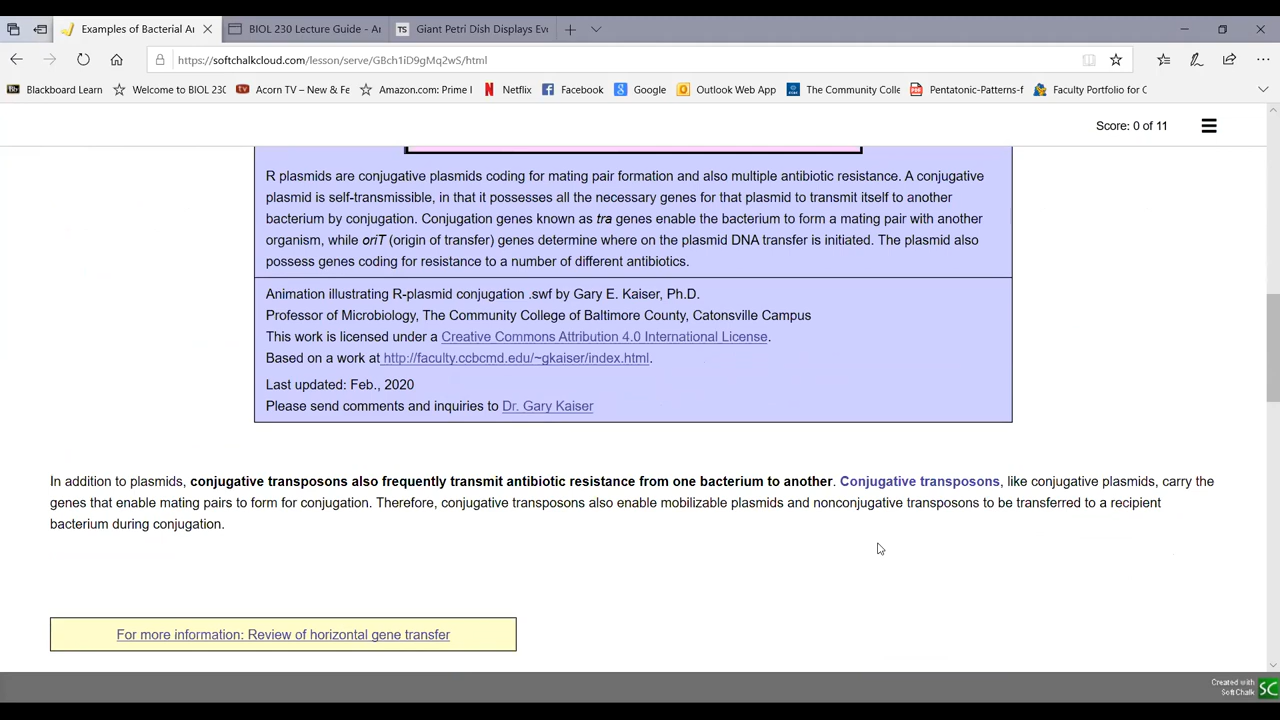 Examples of Bacterial Ar
BIOL 230 Lecture Guide - Ar
TS Giant Petri Dish Displays Evo
https://softchalkcloud.com/lesson/serve/GBch1iD9gMq2wS/html
Bb Blackboard Learn
Welcome to BIOL 230
Acorn TV – New & Fe
Amazon.com: Prime I
Netflix
Facebook
Google
Outlook Web App
The Community Colle
Pentatonic-Patterns-f
Faculty Portfolio for C
Score: 0 of 11
R plasmids are conjugative plasmids coding for mating pair formation and also multiple antibiotic resistance. A conjugative
plasmid is self-transmissible, in that it possesses all the necessary genes for that plasmid to transmit itself to another
bacterium by conjugation. Conjugation genes known as tra genes enable the bacterium to form a mating pair with another
organism, while oriT (origin of transfer) genes determine where on the plasmid DNA transfer is initiated. The plasmid also
possess genes coding for resistance to a number of different antibiotics.
Animation illustrating R-plasmid conjugation .swf by Gary E. Kaiser, Ph.D.
Professor of Microbiology, The Community College of Baltimore County, Catonsville Campus
This work is licensed under a Creative Commons Attribution 4.0 International License.
Based on a work at http://faculty.ccbcmd.edu/~gkaiser/index.html.
Last updated: Feb., 2020
Please send comments and inquiries to Dr. Gary Kaiser
In addition to plasmids, conjugative transposons also frequently transmit antibiotic resistance from one bacterium to another. Conjugative transposons, like conjugative plasmids, carry the
genes that enable mating pairs to form for conjugation. Therefore, conjugative transposons also enable mobilizable plasmids and nonconjugative transposons to be transferred to a recipient
bacterium during conjugation.
For more information: Review of horizontal gene transfer
Created with
SoftChalk
SC